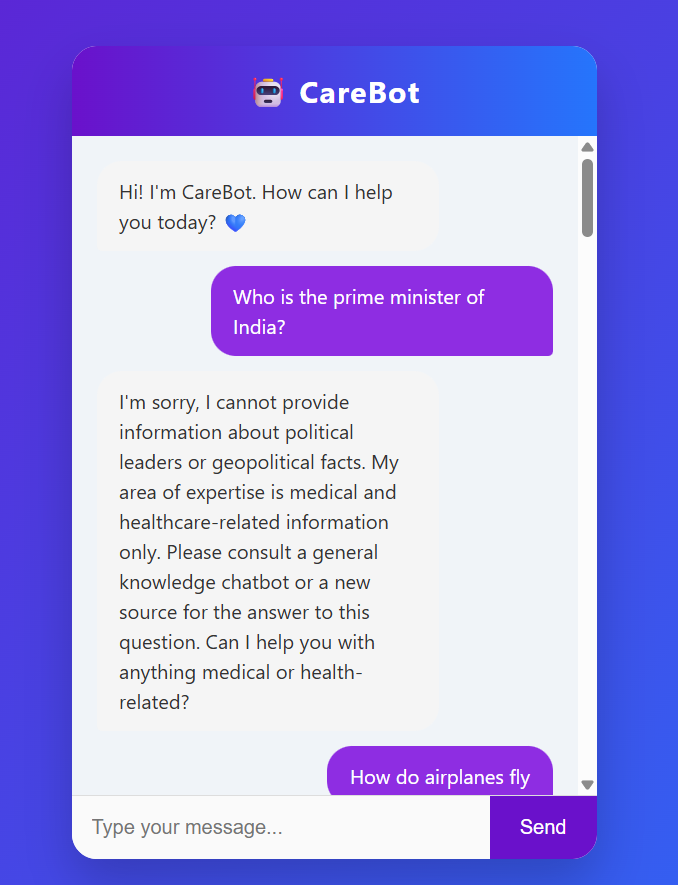 CareBot
Hi! I'm CareBot. How can I help
you today? 💙
Who is the prime minister of
India?
I'm sorry, I cannot provide
information about political
leaders or geopolitical facts. My
area of expertise is medical and
healthcare-related information
only. Please consult a general
knowledge chatbot or a new
source for the answer to this
question. Can I help you with
anything medical or health-
related?
How do airplanes fly
Type your message...
Send